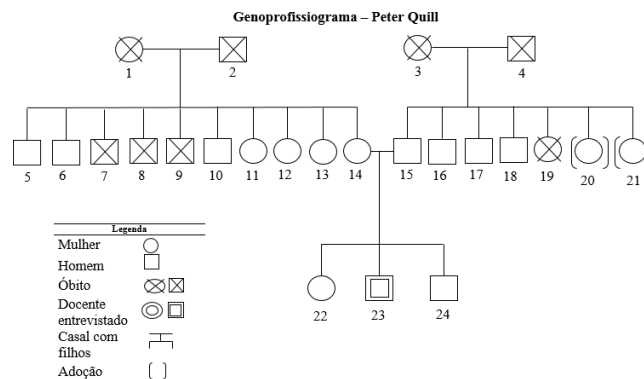 Genoprofissiograma – Peter Quill
1 2 3 4
5 6 7 8 9 10 11 12 13 14 15 16 17 18 19 20 21
22 23 24
Legenda
Mulher
Homem
Óbito
Docente
entrevistado
Casal com
filhos
Adoção